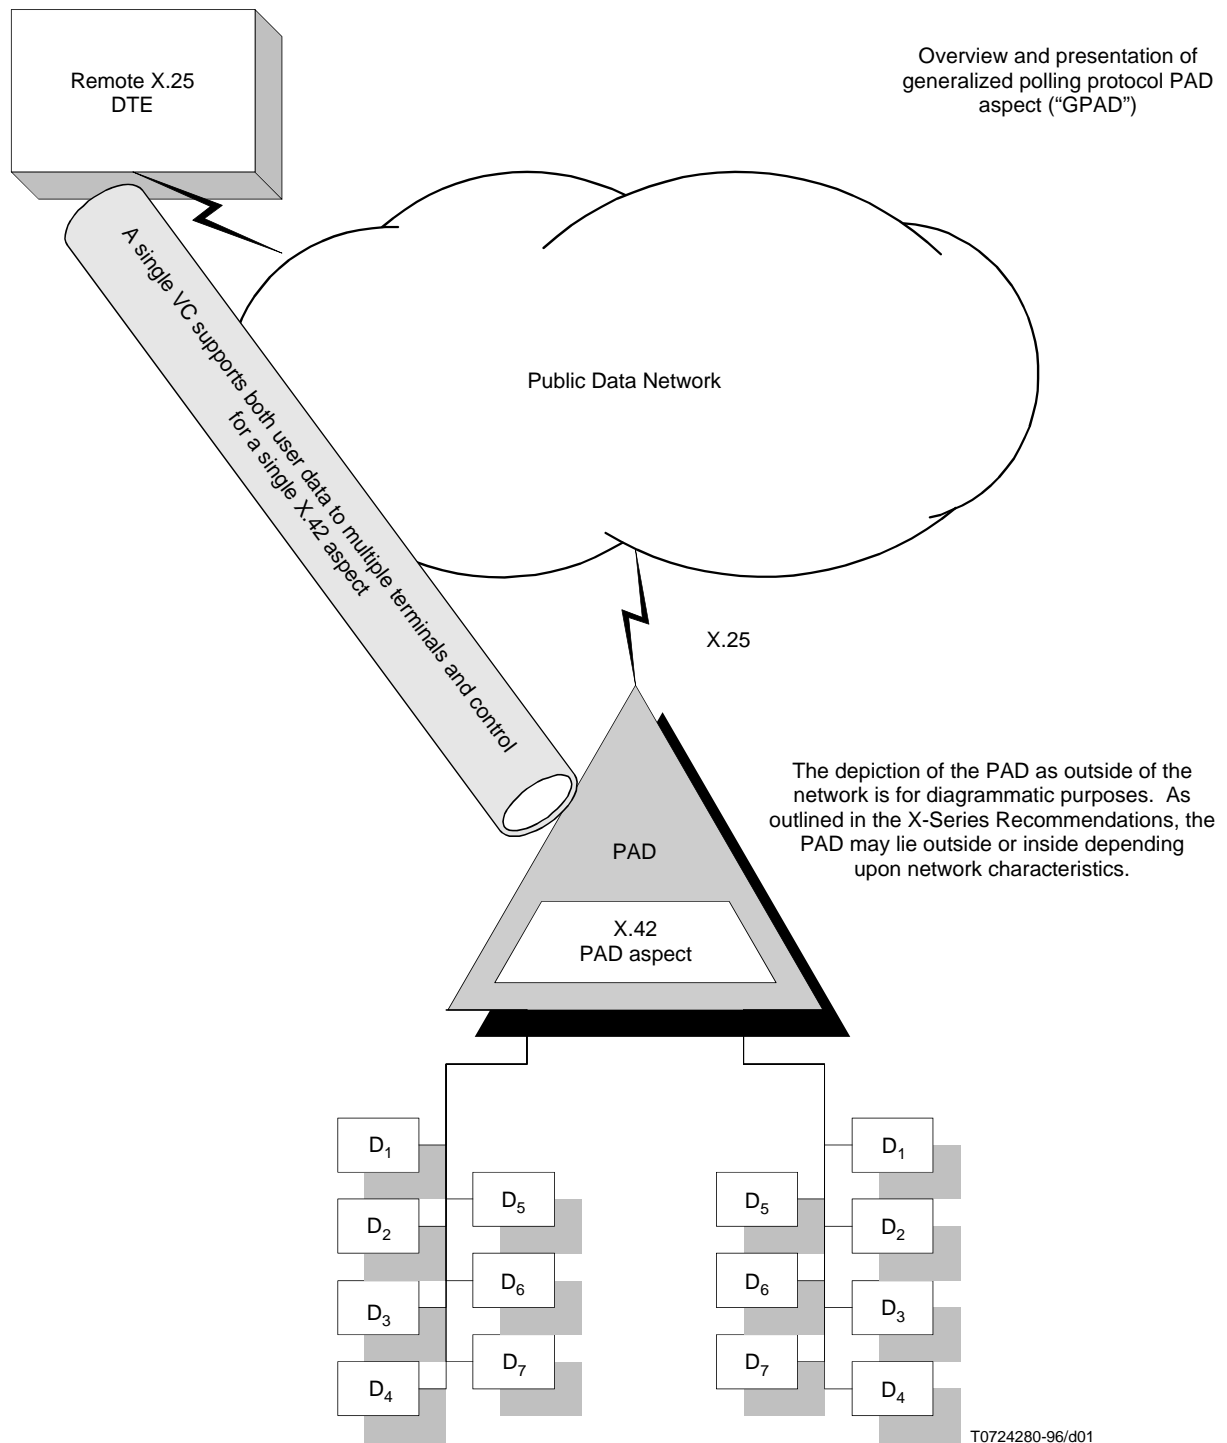 Remote X.25
DTE
Overview and presentation of
generalized polling protocol PAD
aspect (“GPAD”)
A single VC supports both user data to multiple terminals and control
for a single X.42 aspect
Public Data Network
X.25
The depiction of the PAD as outside of the
network is for diagrammatic purposes. As
outlined in the X-Series Recommendations, the
PAD may lie outside or inside depending
upon network characteristics.
PAD
X.42
PAD aspect
D1
D5
D2
D6
D3
D7
D4
D1
D5
D2
D6
D3
D7
D4
T0724280-96/d01